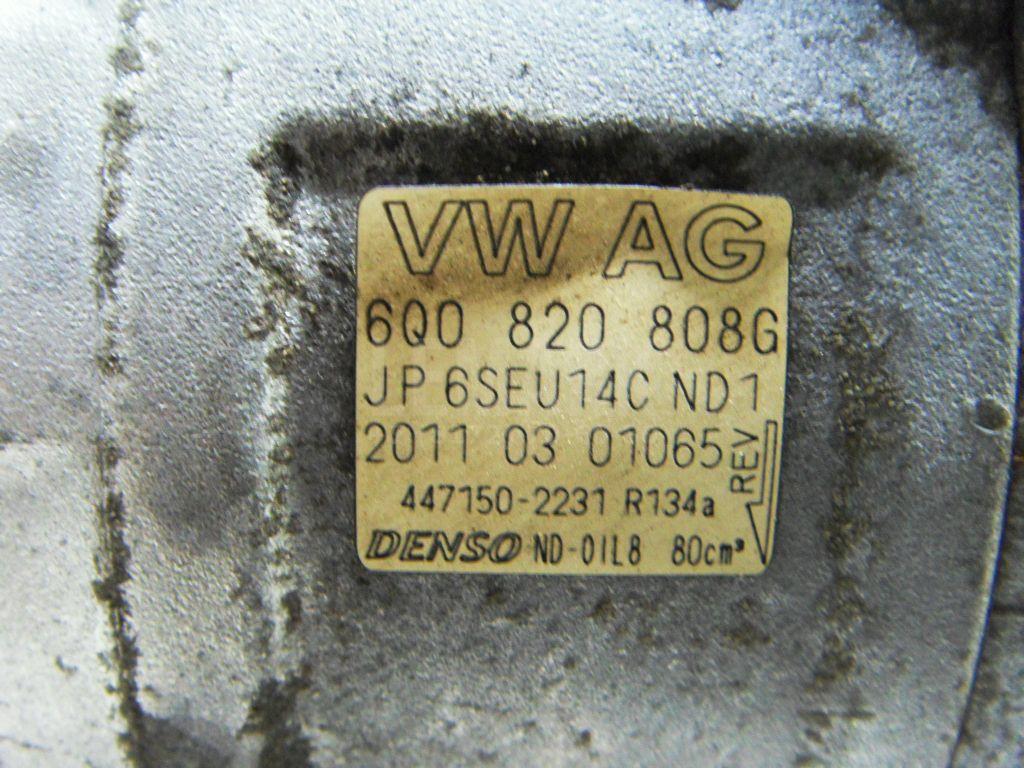 VW AG
6Q0 820 808G
JP 6SEU14C ND1
2011 03 01065 REV
447150-2231 R134a
DENSO ND-OIL8 80cm³